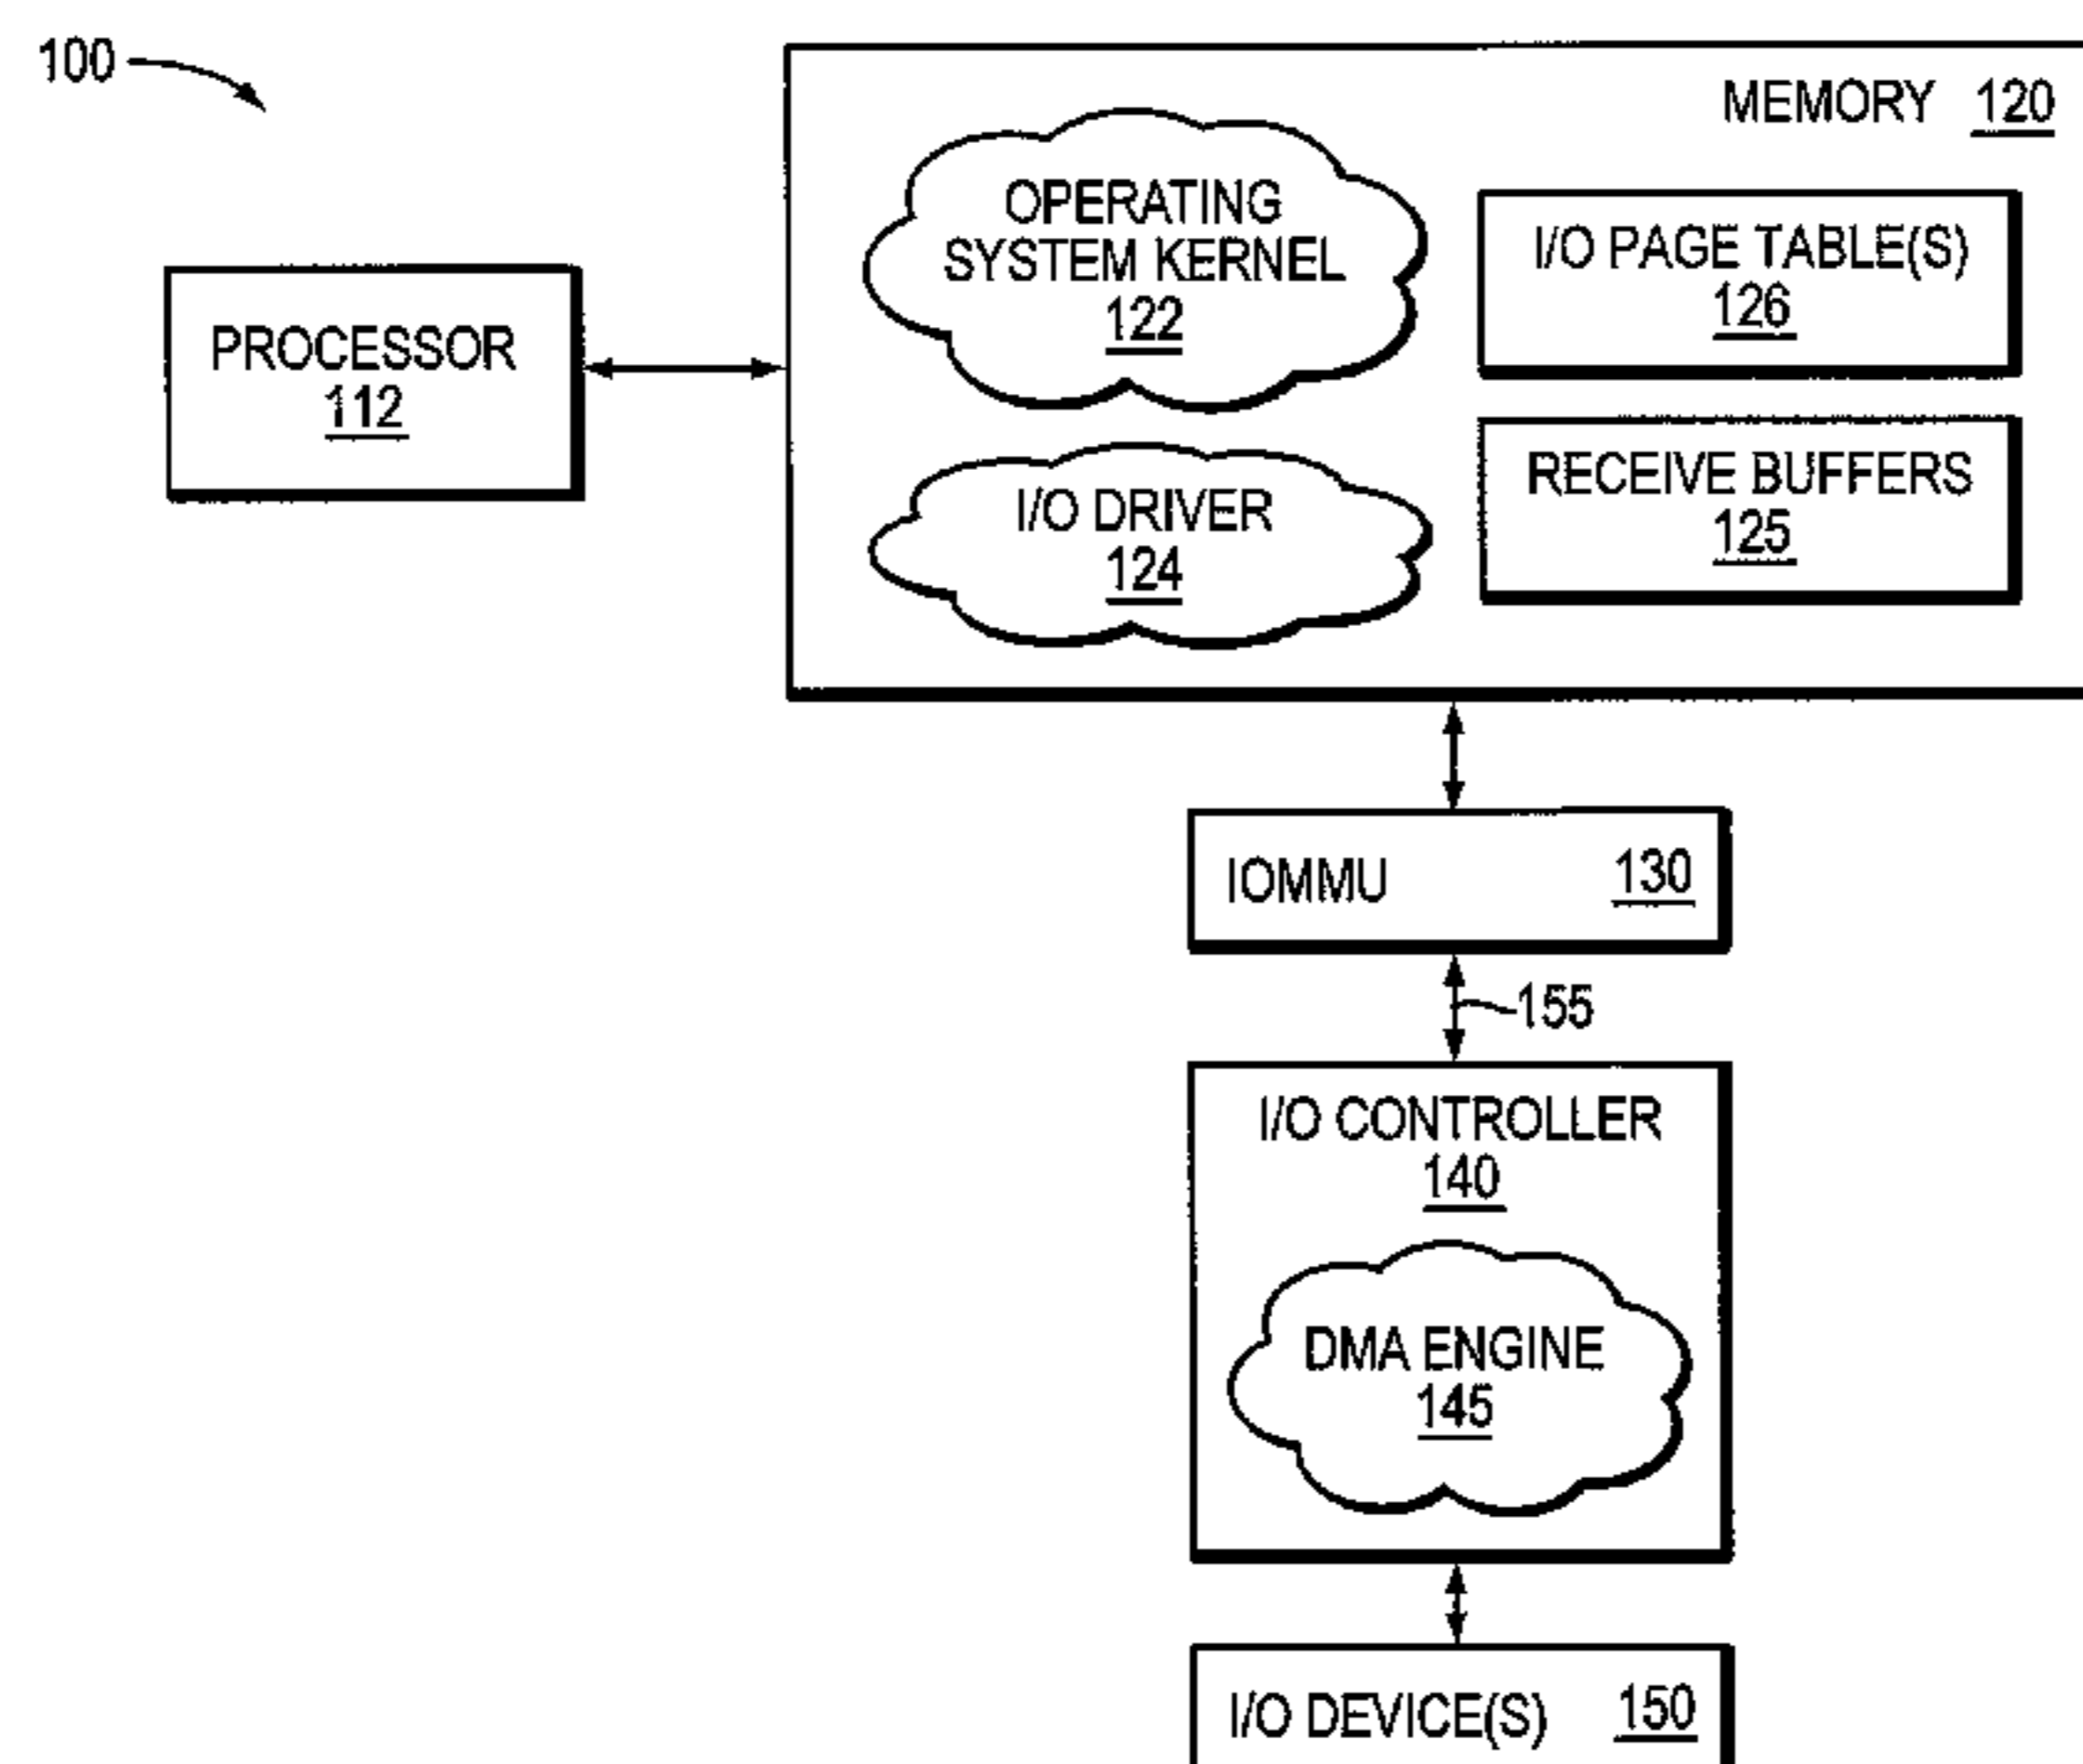 100
MEMORY 120
OPERATING
SYSTEM KERNEL
122
I/O PAGE TABLE(S)
126
PROCESSOR
112
RECEIVE BUFFERS
125
I/O DRIVER
124
IOMMU 130
155
I/O CONTROLLER
140
DMA ENGINE
145
I/O DEVICE(S) 150